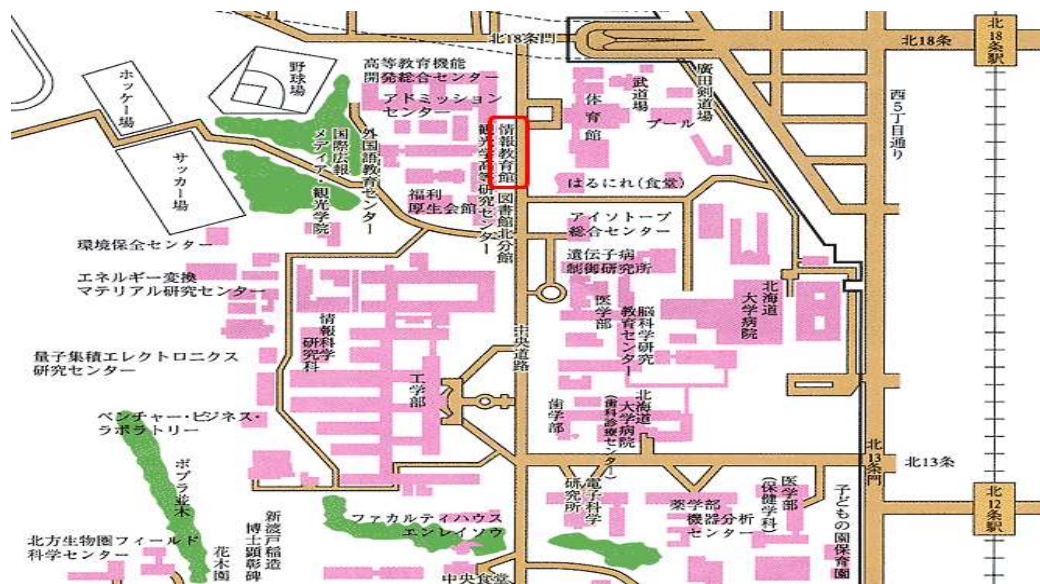 北18条門
北18条
北18条駅
高等教育機能
開発総合センター
アドミッション
センター
野球場
ホッケー場
サッカー場
国際広報
メディア・観光学院
外国語教育センター
福利
厚生会館
観光学高等研究センター
情報教育館
図書館北分館
体育館
武道場
廣田剣道場
プール
西5丁目通り
はるにれ(食堂)
アイソトープ
総合センター
遺伝子病
制御研究所
環境保全センター
エネルギー変換
マテリアル研究センター
医学部
脳科学研究
教育センター
北海道
大学病院
情報科学
研究科
中央道路
量子集積エレクトロニクス
研究センター
工学部
歯学部
北海道
大学病院
(歯科診療センター)
ベンチャー・ビジネス・
ラボラトリー
ポプラ並木
北13条門
北13条
電子科学
研究所
薬学部
機器分析
センター
医学部
(保健学科)
子どもの園保育園
北12条駅
ファカルティハウス
エンレイソウ
新渡戸稲造
博士顕彰碑
花木園
北方生物圏フィールド
科学センター
中央食堂